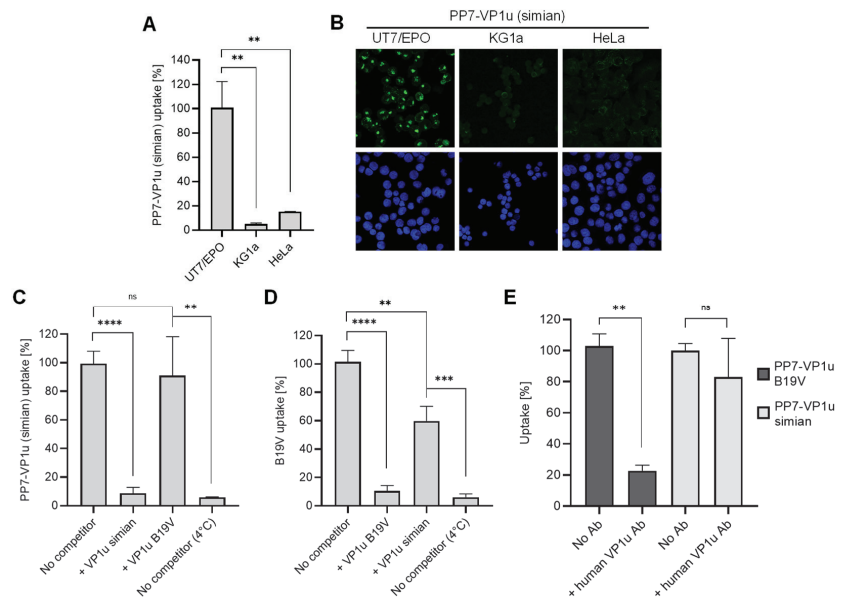 A
PP7-VP1u (simian) uptake [%]
140
120
100
80
60
40
20
0
**
**
UT7/EPO
KG1a
HeLa
B
PP7-VP1u (simian)
UT7/EPO KG1a HeLa
C
PP7-VP1u (simian) uptake [%]
120
100
80
60
40
20
0
ns
****
**
No competitor
+ VP1u simian
+ VP1u B19V
No competitor (4°C)
D
B19V uptake [%]
120
100
80
60
40
20
0
**
****
***
No competitor
+ VP1u B19V
+ VP1u simian
No competitor (4°C)
E
Uptake [%]
120
100
80
60
40
20
0
**
ns
No Ab
+ human VP1u Ab
No Ab
+ human VP1u Ab
PP7-VP1u
B19V
PP7-VP1u
simian